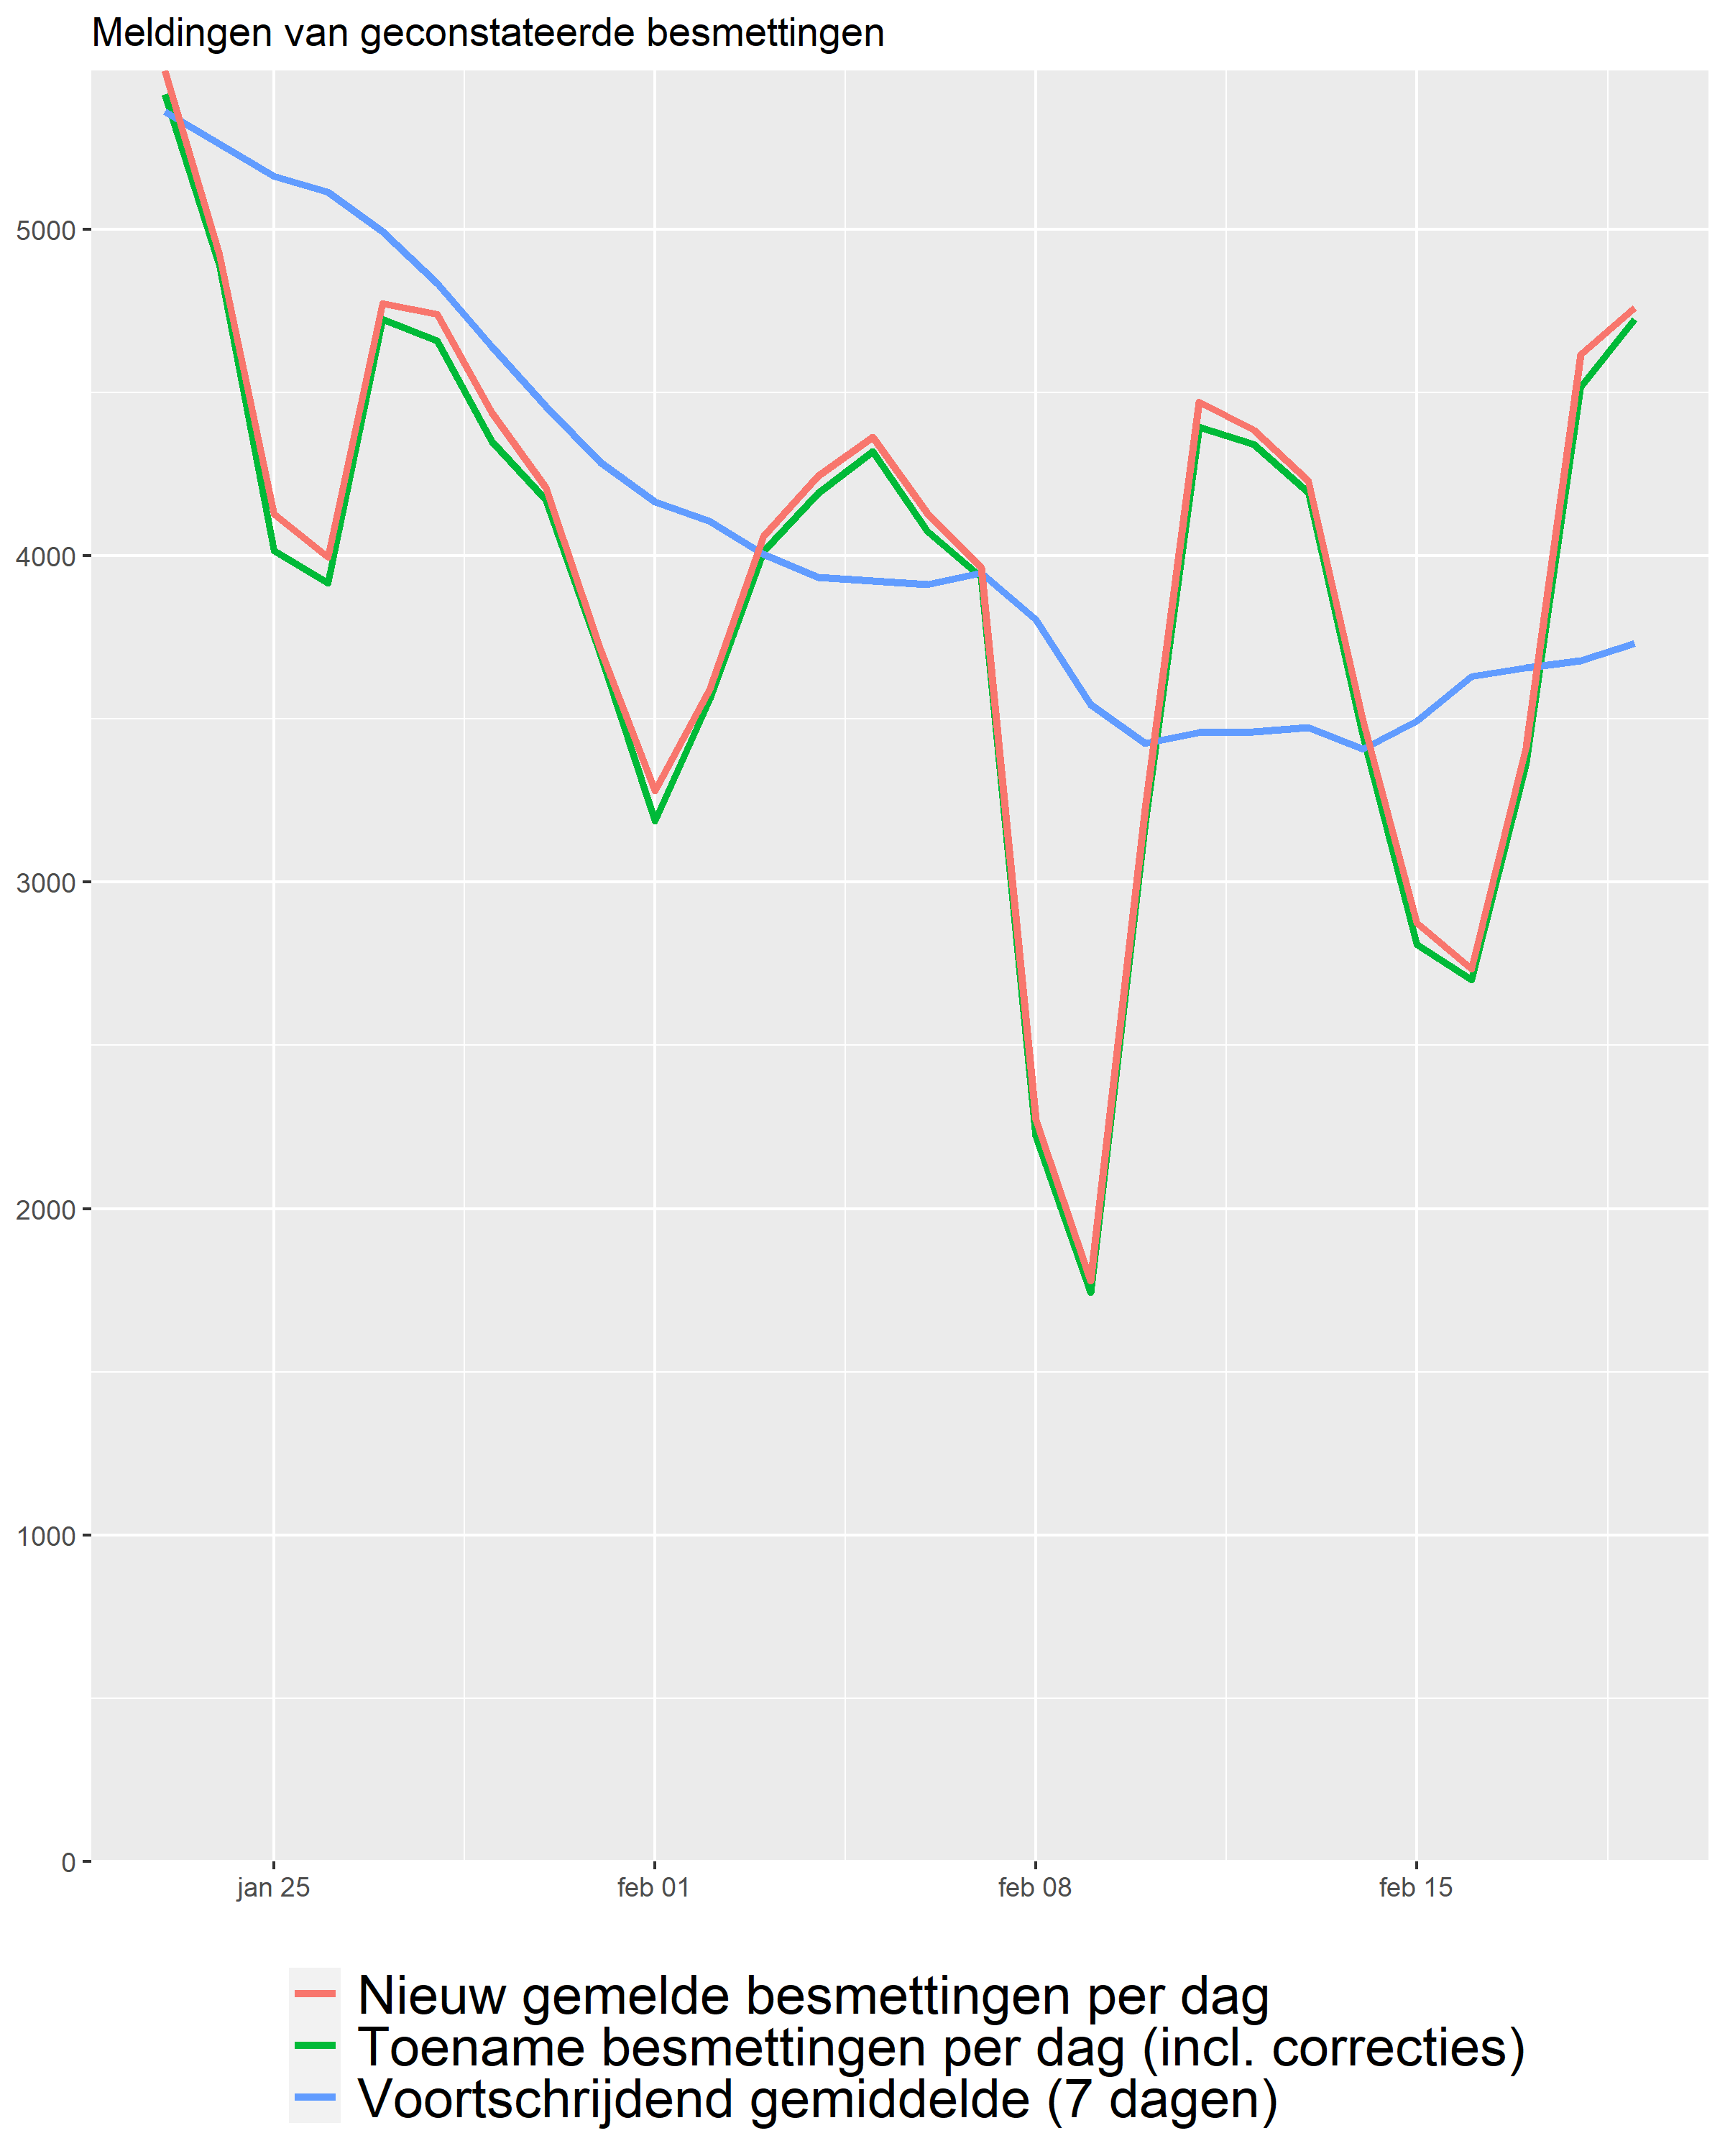 Meldingen van geconstateerde besmettingen
5000
4000
3000
2000
1000
0
jan 25 feb 01 feb 08 feb 15
Nieuw gemelde besmettingen per dag
Toename besmettingen per dag (incl. correcties)
Voortschrijdend gemiddelde (7 dagen)